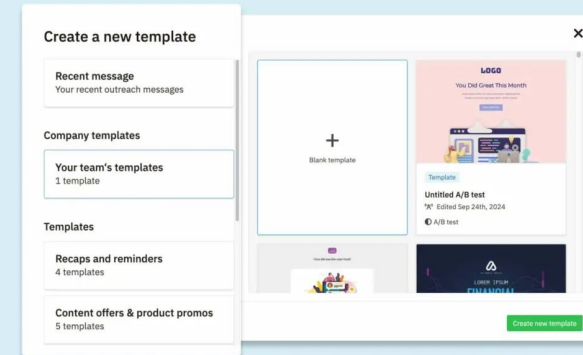 Create a new template
Recent message
Your recent outreach messages
Company templates
Your team's templates
1 template
Templates
Recaps and reminders
4 templates
Content offers & product promos
5 templates
Blank template
LOGO
You Did Great This Month
Template
Untitled A/B test
Edited Sep 24th, 2024
A/B test
LOREM IPSUM
FINANCIAL
Create new template